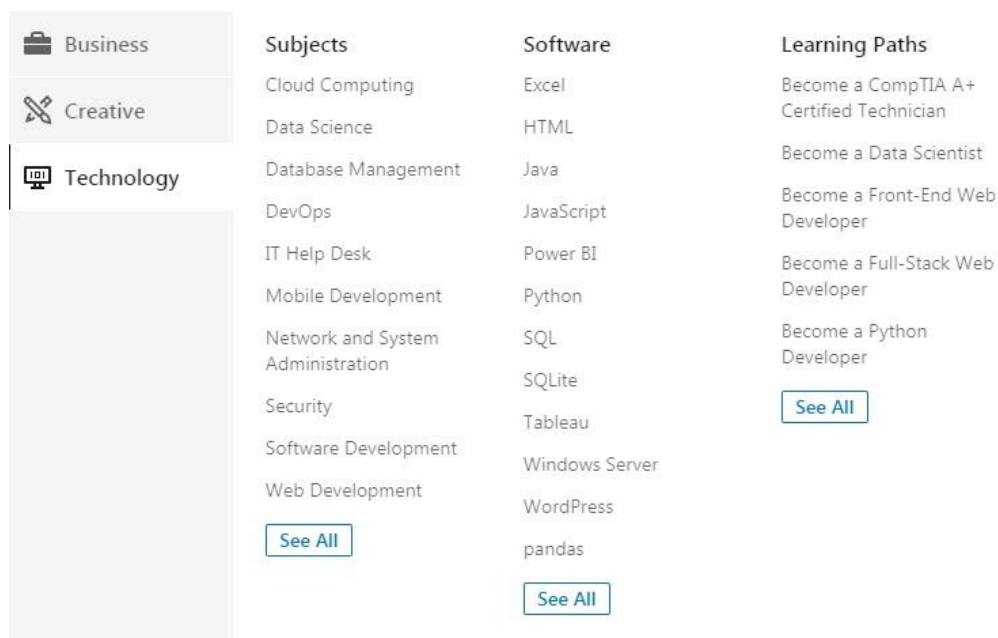 Business
Creative
Technology
Subjects
Cloud Computing
Data Science
Database Management
DevOps
IT Help Desk
Mobile Development
Network and System
Administration
Security
Software Development
Web Development
See All
Software
Excel
HTML
Java
JavaScript
Power BI
Python
SQL
SQLite
Tableau
Windows Server
WordPress
pandas
See All
Learning Paths
Become a CompTIA A+
Certified Technician
Become a Data Scientist
Become a Front-End Web
Developer
Become a Full-Stack Web
Developer
Become a Python
Developer
See All